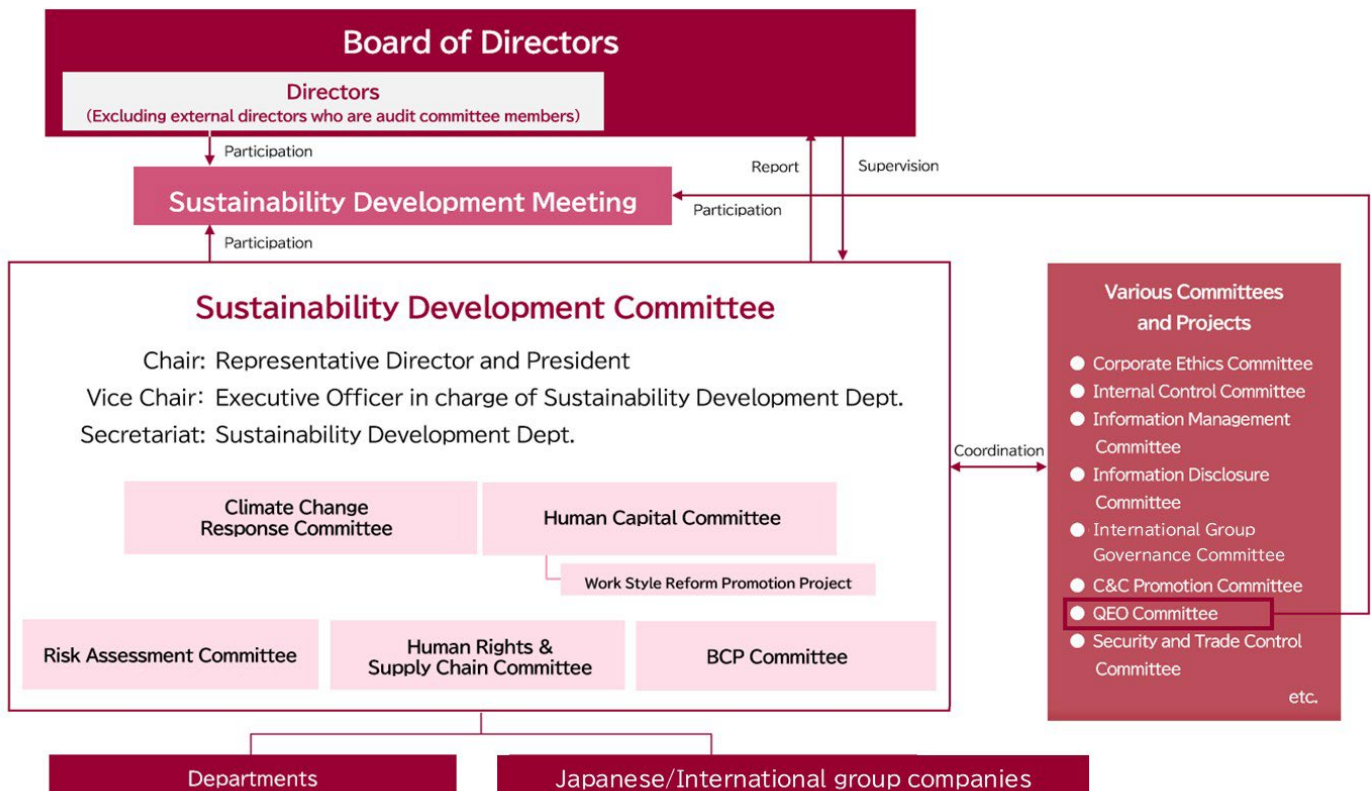 Board of Directors
Directors
(Excluding external directors who are audit committee members)
Participation
Report
Supervision
Sustainability Development Meeting
Participation
Participation
Sustainability Development Committee
Chair: Representative Director and President
Vice Chair: Executive Officer in charge of Sustainability Development Dept.
Secretariat: Sustainability Development Dept.
Climate Change
Response Committee
Human Capital Committee
Work Style Reform Promotion Project
Risk Assessment Committee
Human Rights &
Supply Chain Committee
BCP Committee
Coordination
Various Committees
and Projects
● Corporate Ethics Committee
● Internal Control Committee
● Information Management
Committee
● Information Disclosure
Committee
● International Group
Governance Committee
● C&C Promotion Committee
● QEO Committee
● Security and Trade Control
Committee
etc.
Departments
Japanese/International group companies